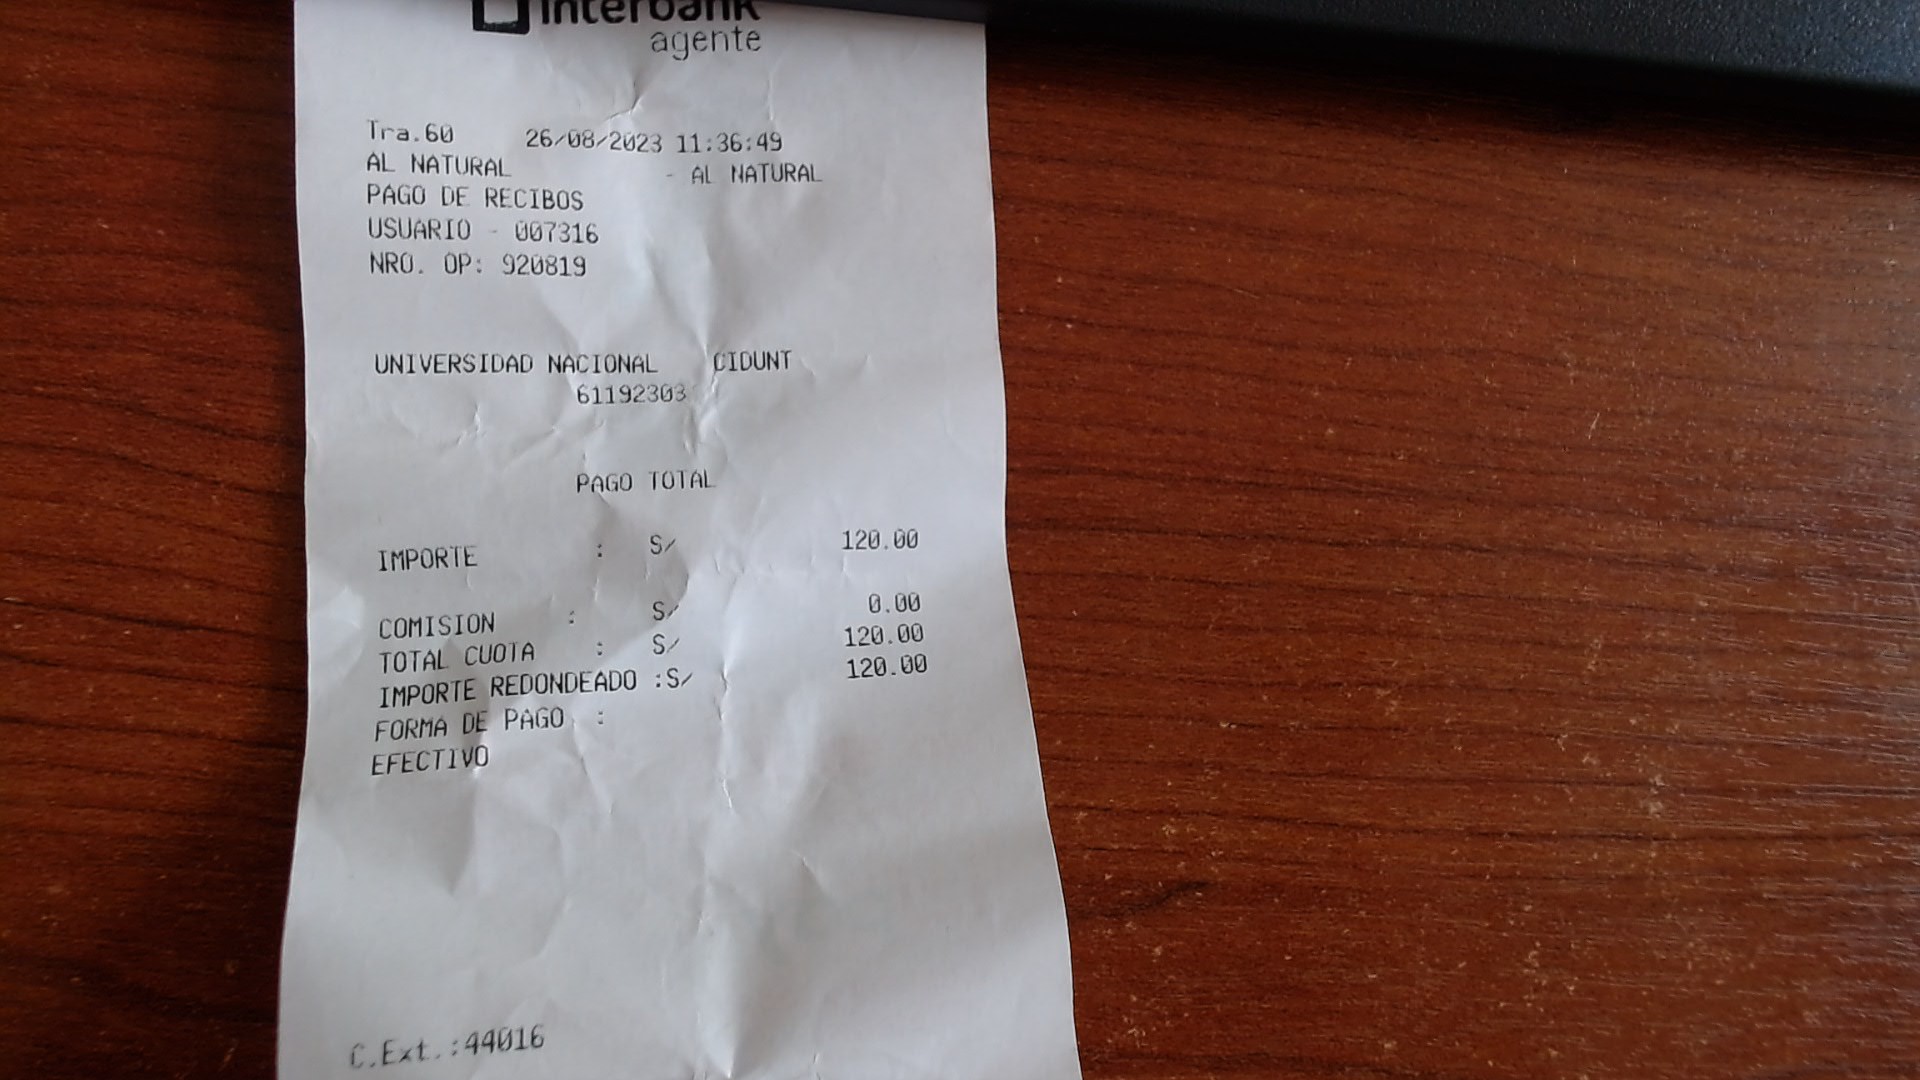 Interbank
agente
Tra.60 26/08/2023 11:36:49
AL NATURAL - AL NATURAL
PAGO DE RECIBOS
USUARIO - 007316
NRO. OP: 920819
UNIVERSIDAD NACIONAL CIDUNT
61192303
PAGO TOTAL
IMPORTE : S/ 120.00
COMISION : S/ 0.00
TOTAL CUOTA : S/ 120.00
IMPORTE REDONDEADO :S/ 120.00
FORMA DE PAGO :
EFECTIVO
C.Ext.:44016